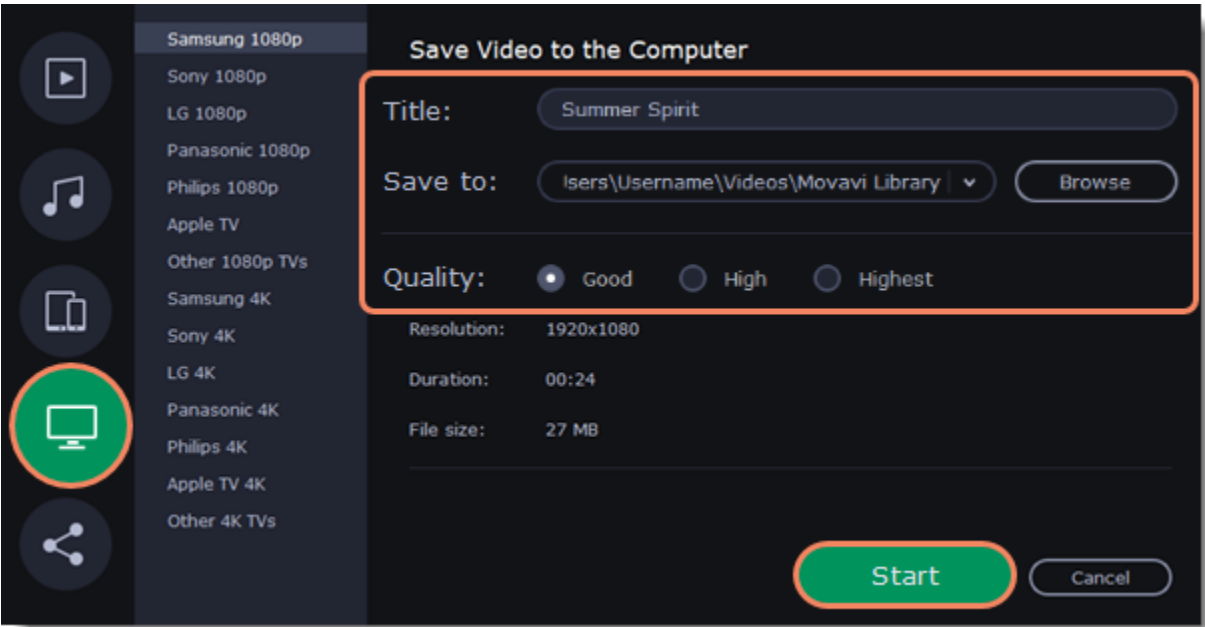 Samsung 1080p
Sony 1080p
LG 1080p
Panasonic 1080p
Philips 1080p
Apple TV
Other 1080p TVs
Samsung 4K
Sony 4K
LG 4K
Panasonic 4K
Philips 4K
Apple TV 4K
Other 4K TVs
Save Video to the Computer
Title: Summer Spirit
Save to: sers\Username\Videos\Movavi Library Browse
Quality: Good High Highest
Resolution: 1920x1080
Duration: 00:24
File size: 27 MB
Start Cancel